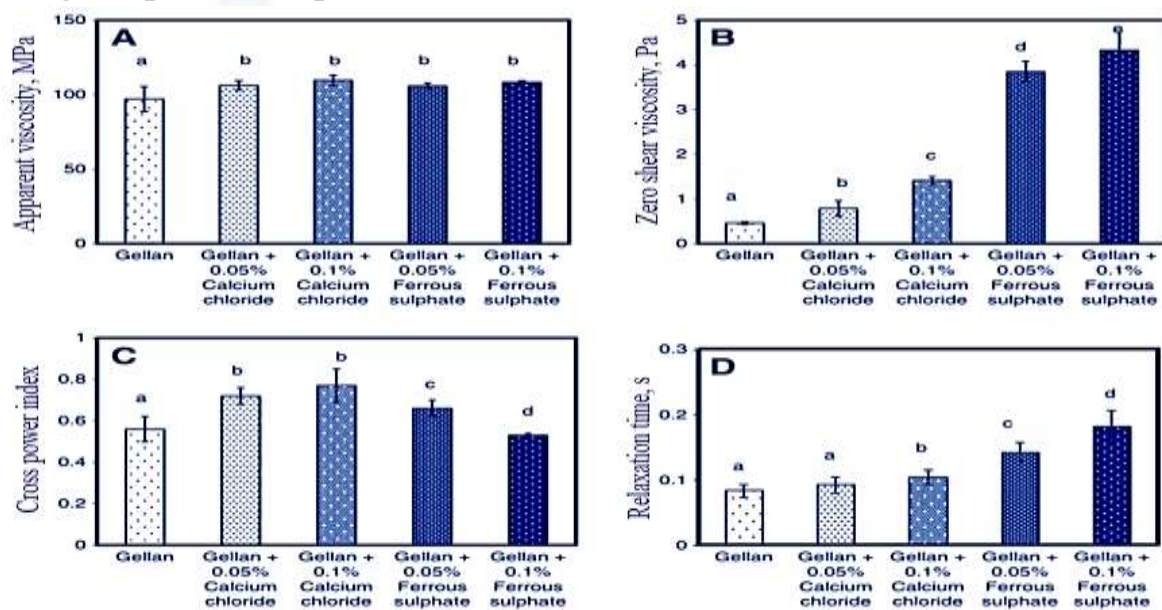 A
Apparent viscosity, MPa
150
100
50
0
a
b
b
b
b
Gellan
Gellan +
0.05%
Calcium
chloride
Gellan +
0.1%
Calcium
chloride
Gellan +
0.05%
Ferrous
sulphate
Gellan +
0.1%
Ferrous
sulphate
B
Zero shear viscosity, Pa
5
4
3
2
1
0
a
b
c
d
e
Gellan
Gellan +
0.05%
Calcium
chloride
Gellan +
0.1%
Calcium
chloride
Gellan +
0.05%
Ferrous
sulphate
Gellan +
0.1%
Ferrous
sulphate
C
Cross power index
1
0.8
0.6
0.4
0.2
0
a
b
b
c
d
Gellan
Gellan +
0.05%
Calcium
chloride
Gellan +
0.1%
Calcium
chloride
Gellan +
0.05%
Ferrous
sulphate
Gellan +
0.1%
Ferrous
sulphate
D
Relaxation time, s
0.3
0.2
0.1
0
a
a
b
c
d
Gellan
Gellan +
0.05%
Calcium
chloride
Gellan +
0.1%
Calcium
chloride
Gellan +
0.05%
Ferrous
sulphate
Gellan +
0.1%
Ferrous
sulphate